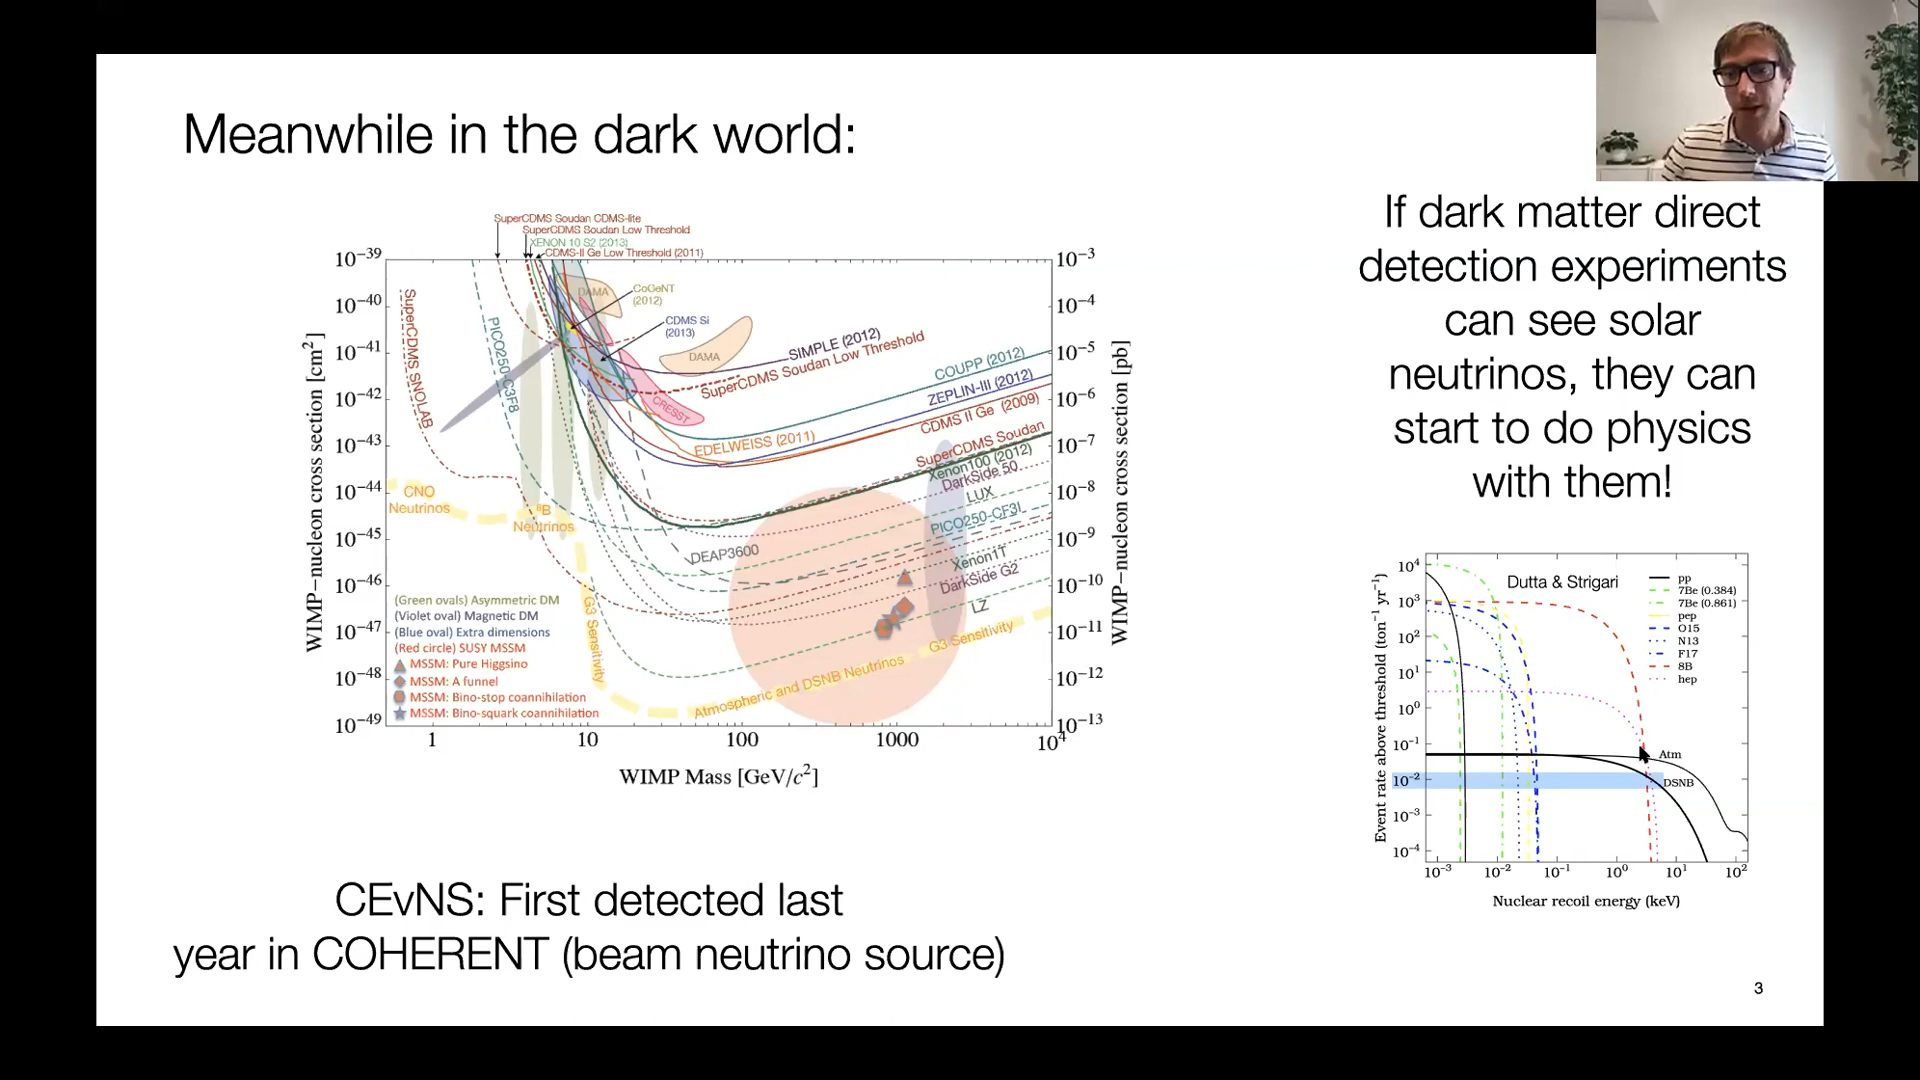 Meanwhile in the dark world:
SuperCDMS Soudan CDMS-lite
SuperCDMS Soudan Low Threshold
XENON 10 S2 (2013)
CDMS-II Ge Low Threshold (2011)
10⁻³⁹
10⁻⁴⁰
10⁻⁴¹
10⁻⁴²
10⁻⁴³
10⁻⁴⁴
10⁻⁴⁵
10⁻⁴⁶
10⁻⁴⁷
10⁻⁴⁸
10⁻⁴⁹
WIMP−nucleon cross section [cm²]
SuperCDMS SNOLAB
PICO250-C3F8
DAMA
CoGeNT
(2012)
CDMS Si
(2013)
DAMA
CRESST
SIMPLE (2012)
SuperCDMS Soudan Low Threshold
COUPP (2012)
ZEPLIN-III (2012)
CDMS II Ge (2009)
EDELWEISS (2011)
SuperCDMS Soudan
Xenon100 (2012)
DarkSide 50
LUX
PICO250-CF3I
DEAP3600
Xenon1T
DarkSide G2
LZ
CNO
Neutrinos
⁸B
Neutrinos
G3 Sensitivity
G3 Sensitivity
Atmospheric and DSNB Neutrinos
(Green ovals) Asymmetric DM
(Violet oval) Magnetic DM
(Blue oval) Extra dimensions
(Red circle) SUSY MSSM
MSSM: Pure Higgsino
MSSM: A funnel
MSSM: Bino-stop coannihilation
MSSM: Bino-squark coannihilation
10⁻³
10⁻⁴
10⁻⁵
10⁻⁶
10⁻⁷
10⁻⁸
10⁻⁹
10⁻¹⁰
10⁻¹¹
10⁻¹²
10⁻¹³
WIMP−nucleon cross section [pb]
1 10 100 1000 10⁴
WIMP Mass [GeV/c²]
If dark matter direct
detection experiments
can see solar
neutrinos, they can
start to do physics
with them!
Dutta & Strigari
pp
7Be (0.384)
7Be (0.861)
pep
O15
N13
F17
8B
hep
Atm
DSNB
10⁴
10³
10²
10¹
10⁰
10⁻¹
10⁻²
10⁻³
10⁻⁴
Event rate above threshold (ton⁻¹ yr⁻¹)
10⁻³ 10⁻² 10⁻¹ 10⁰ 10¹ 10²
Nuclear recoil energy (keV)
CEvNS: First detected last
year in COHERENT (beam neutrino source)
3